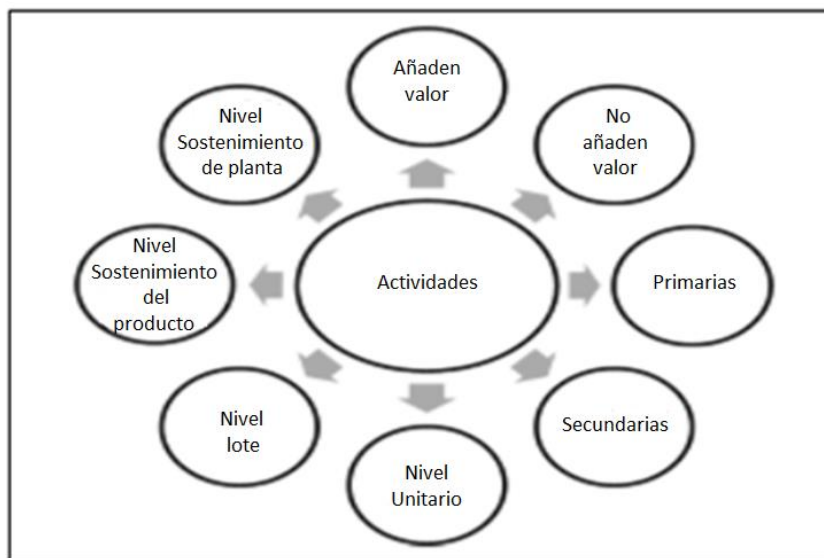 Añaden
valor
No
añaden
valor
Primarias
Secundarias
Nivel
Unitario
Nivel
lote
Nivel
Sostenimiento
del
producto
Nivel
Sostenimiento
de planta
Actividades